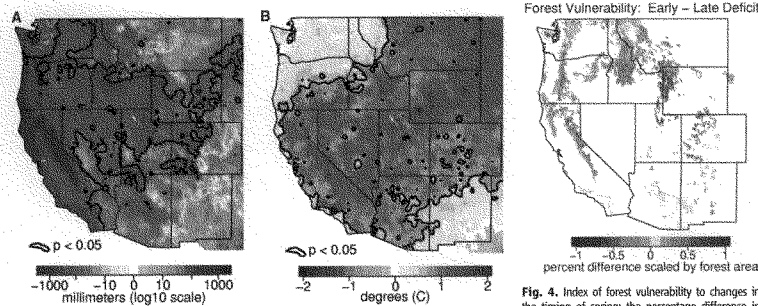 A
B
Forest Vulnerability: Early – Late Deficit
p < 0.05
p < 0.05
−1000 −10 0 10 1000
millimeters (log10 scale)
−2 −1 0 1 2
degrees (C)
−1 −0.5 0 0.5 1
percent difference scaled by forest area
Fig. 4. Index of forest vulnerability to changes in
the timing of spring: the percentage difference in